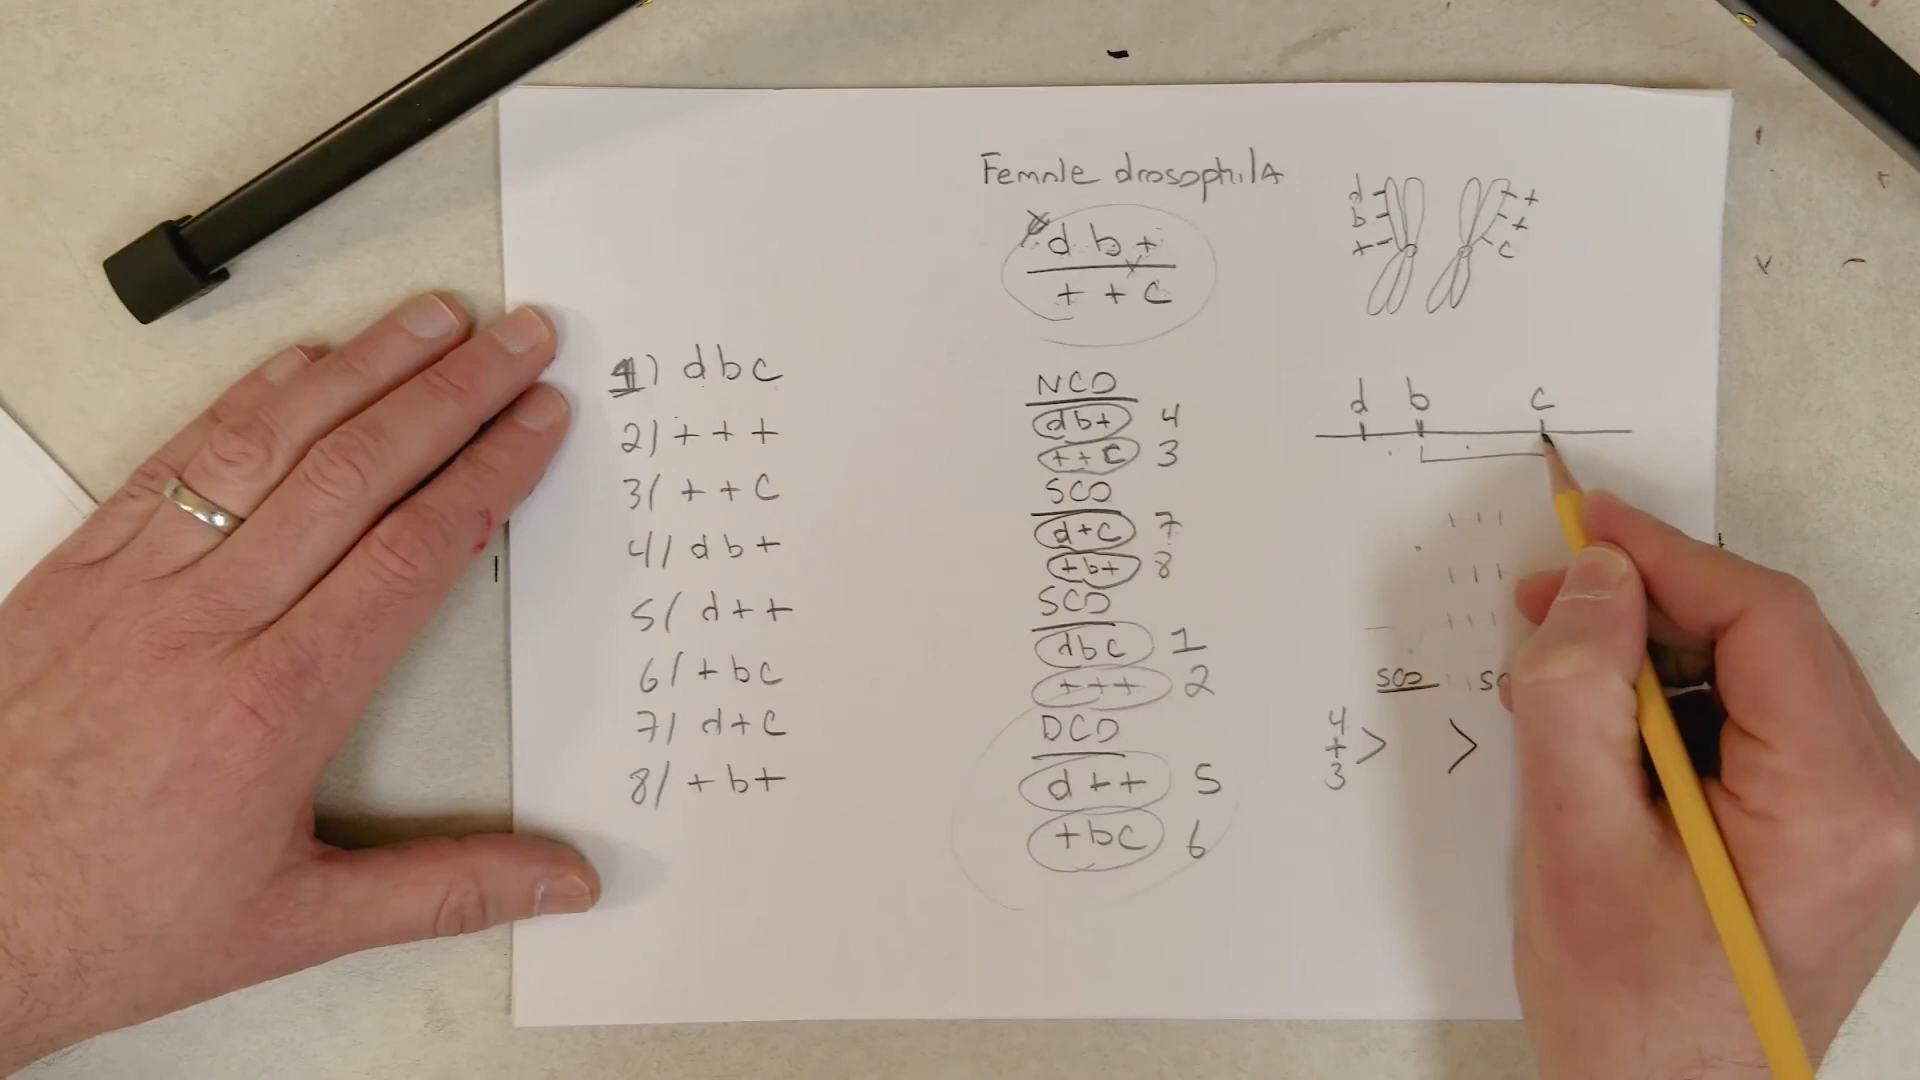 Female drosophila
d b +
+ + c
d
b
+
+
+
c
1) d b c
2) + + +
3) + + c
4) d b +
5) d + +
6) + b c
7) d + c
8) + b +
NCO
d b + 4
+ + c 3
SCO
d + c 7
+ b + 8
SCO
d b c 1
+ + + 2
DCO
d + + 5
+ b c 6
d b c
SCO
4
+
3
> >